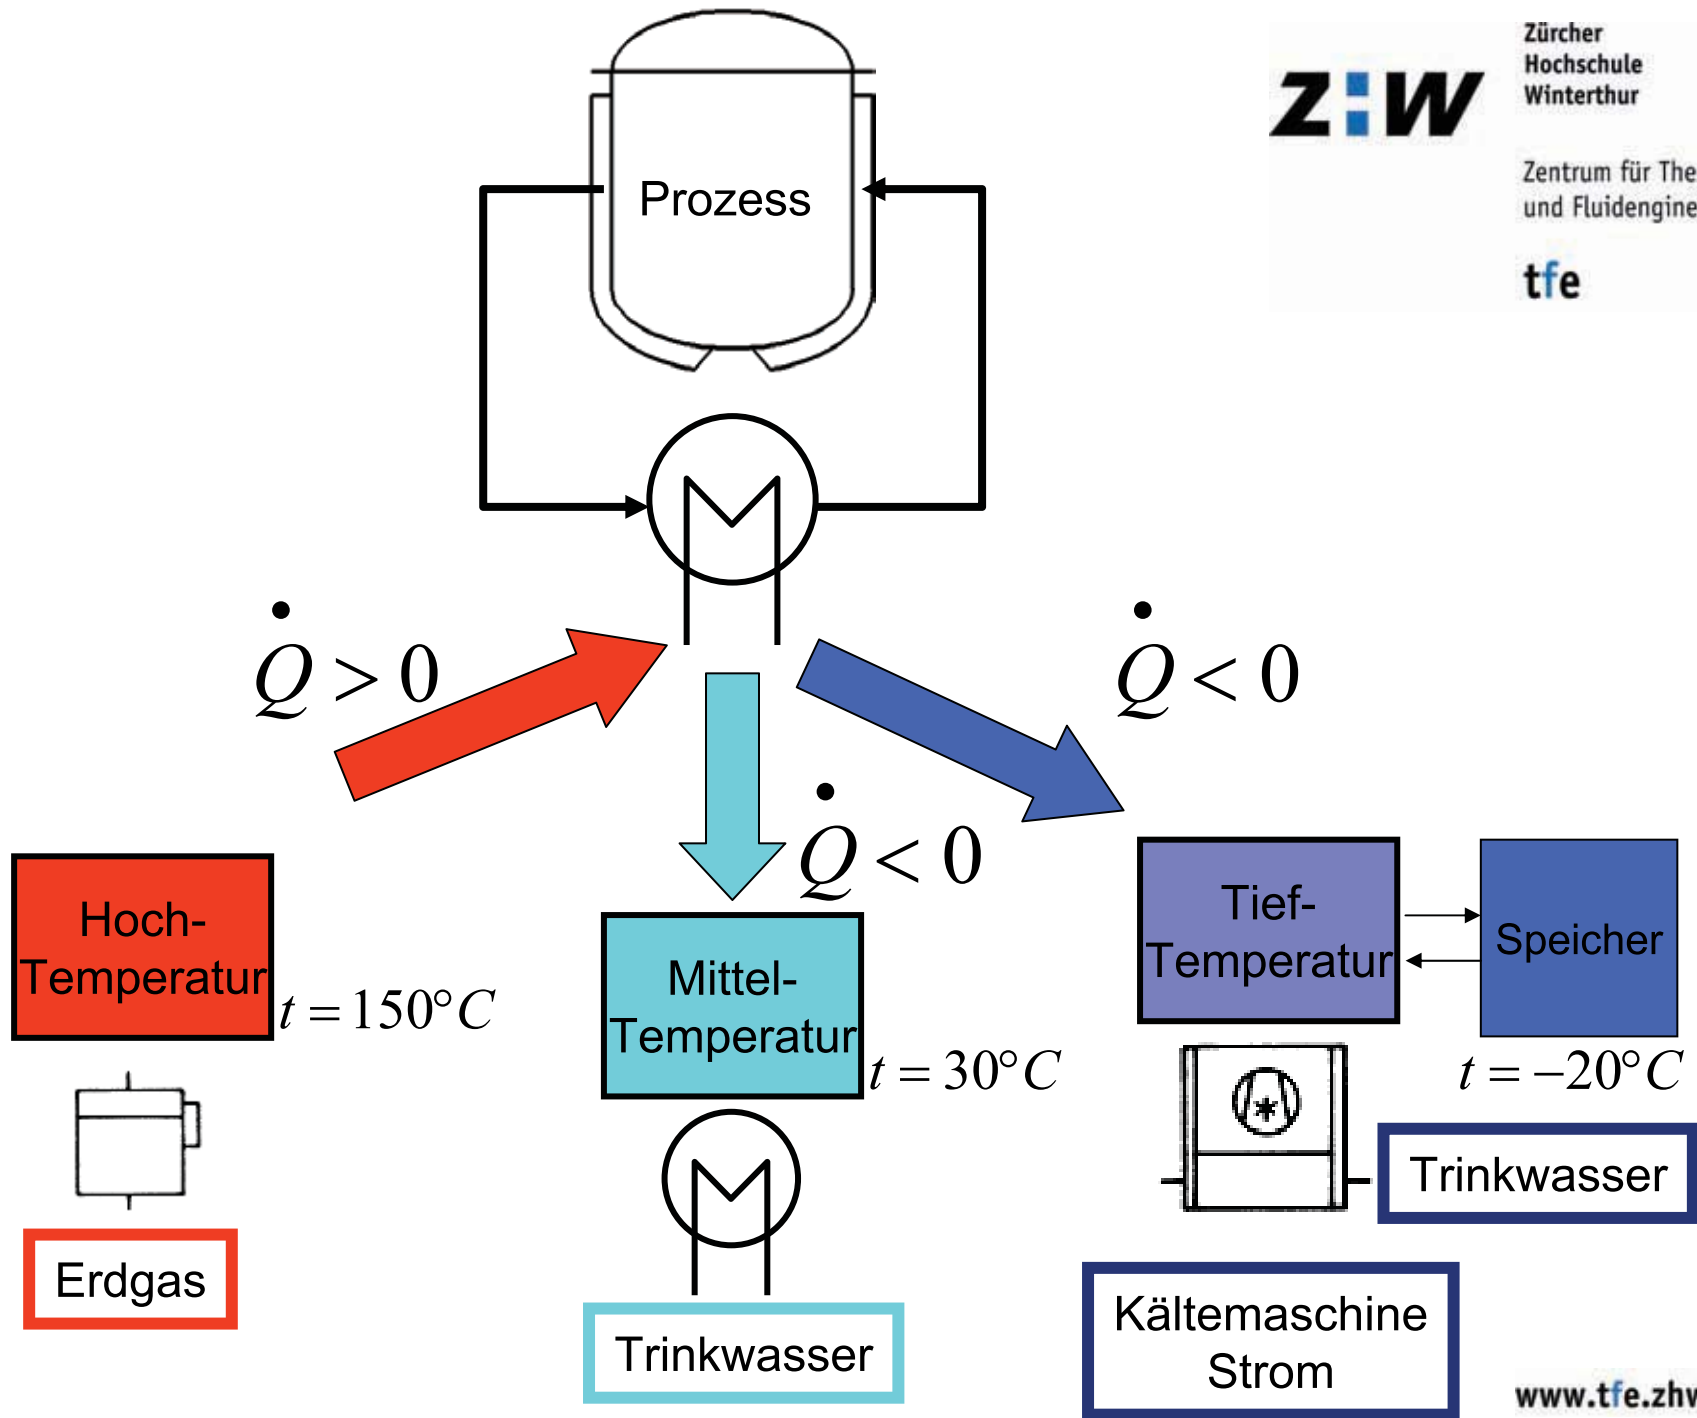 Zürcher
Hochschule
Winterthur
Z:W
Zentrum für The
und Fluidengine
tfe
Prozess
Q̇ > 0
Q̇ < 0
Q̇ < 0
Hoch-
Temperatur
t = 150°C
Mittel-
Temperatur
t = 30°C
Tief-
Temperatur
Speicher
t = −20°C
Erdgas
Trinkwasser
Trinkwasser
Kältemaschine
Strom
www.tfe.zhw